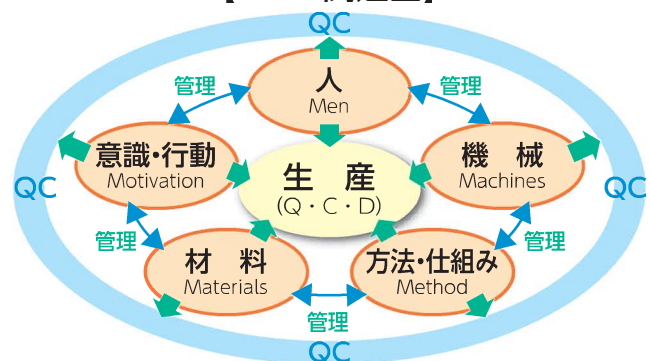 QC
人
Men
管理
管理
意識・行動
Motivation
生 産
(Q・C・D)
機 械
Machines
QC
QC
管理
管理
材 料
Materials
方法・仕組み
Method
管理
QC